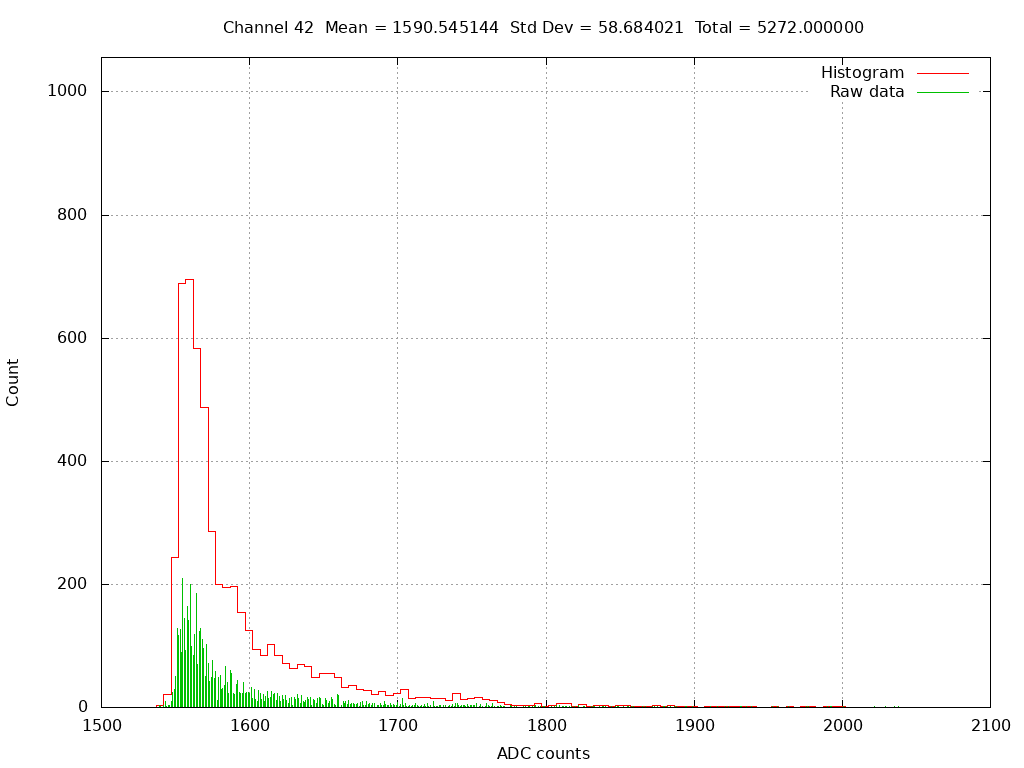 Channel 42  Mean = 1590.545144  Std Dev = 58.684021  Total = 5272.000000
Histogram
Raw data
1000
800
600
400
200
0
Count
1500 1600 1700 1800 1900 2000 2100
ADC counts